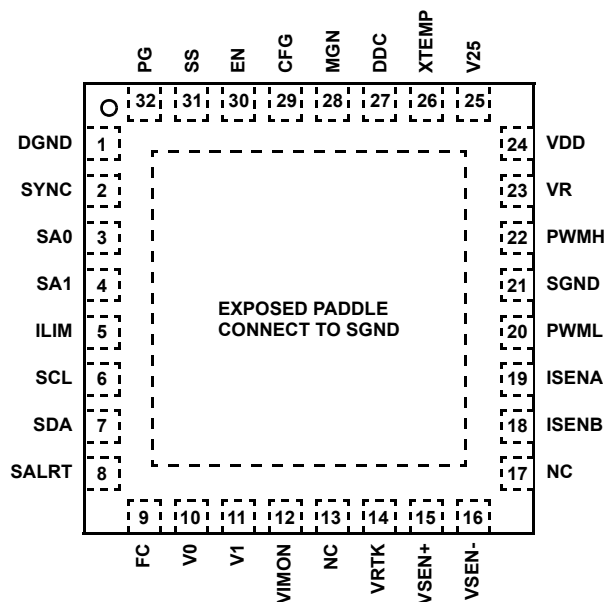 PG SS EN CFG MGN DDC XTEMP V25
32 31 30 29 28 27 26 25
DGND 1 24 VDD
SYNC 2 23 VR
SA0 3 22 PWMH
SA1 4 21 SGND
EXPOSED PADDLE
CONNECT TO SGND
ILIM 5 20 PWML
SCL 6 19 ISENA
SDA 7 18 ISENB
SALRT 8 17 NC
9 10 11 12 13 14 15 16
FC V0 V1 VIMON NC VRTK VSEN+ VSEN-